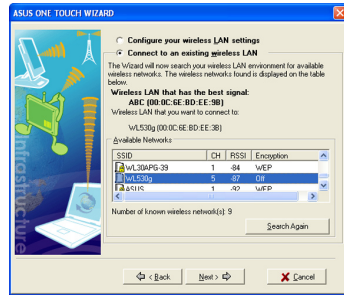 ASUS ONE TOUCH WIZARD
Configure your wireless LAN settings
Connect to an existing wireless LAN
The Wizard will now search your wireless LAN environment for available
wireless networks. The wireless networks found is displayed on the table
below.
Wireless LAN that has the best signal:
ABC (00:0C:6E:BD:EE:9B)
Wireless LAN that you want to connect to:
WL530g (00:0C:6E:BD:EE:3B)
Available Networks
SSID CH RSSI Encryption
WL30APG-39 1 -84 WEP
WL530g 5 -87 Off
ASUS 1 -92 WEP
Number of known wireless network(s): 9
Search Again
< Back Next > Cancel
infrastructure